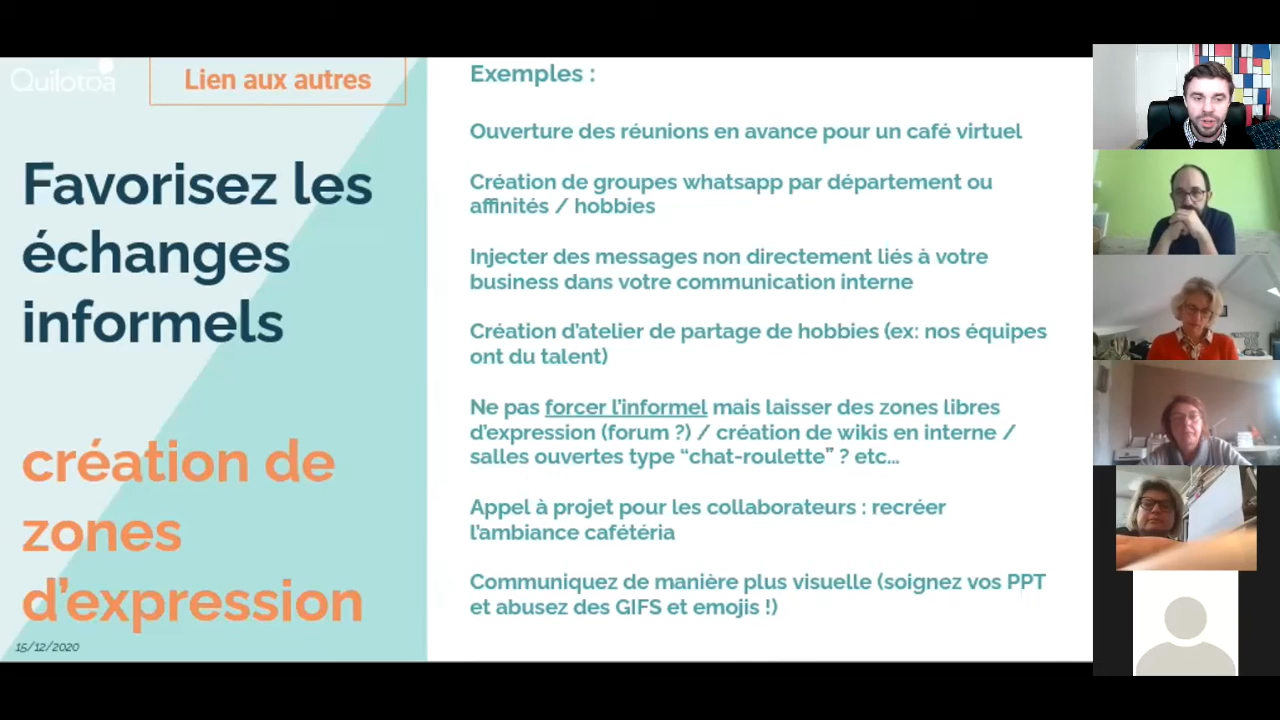 Quilotoa
Lien aux autres
Favorisez les
échanges
informels
création de
zones
d'expression
15/12/2020
Exemples :
Ouverture des réunions en avance pour un café virtuel
Création de groupes whatsapp par département ou
affinités / hobbies
Injecter des messages non directement liés à votre
business dans votre communication interne
Création d'atelier de partage de hobbies (ex: nos équipes
ont du talent)
Ne pas forcer l'informel mais laisser des zones libres
d'expression (forum ?) / création de wikis en interne /
salles ouvertes type “chat-roulette” ? etc...
Appel à projet pour les collaborateurs : recréer
l'ambiance cafétéria
Communiquez de manière plus visuelle (soignez vos PPT
et abusez des GIFS et emojis !)